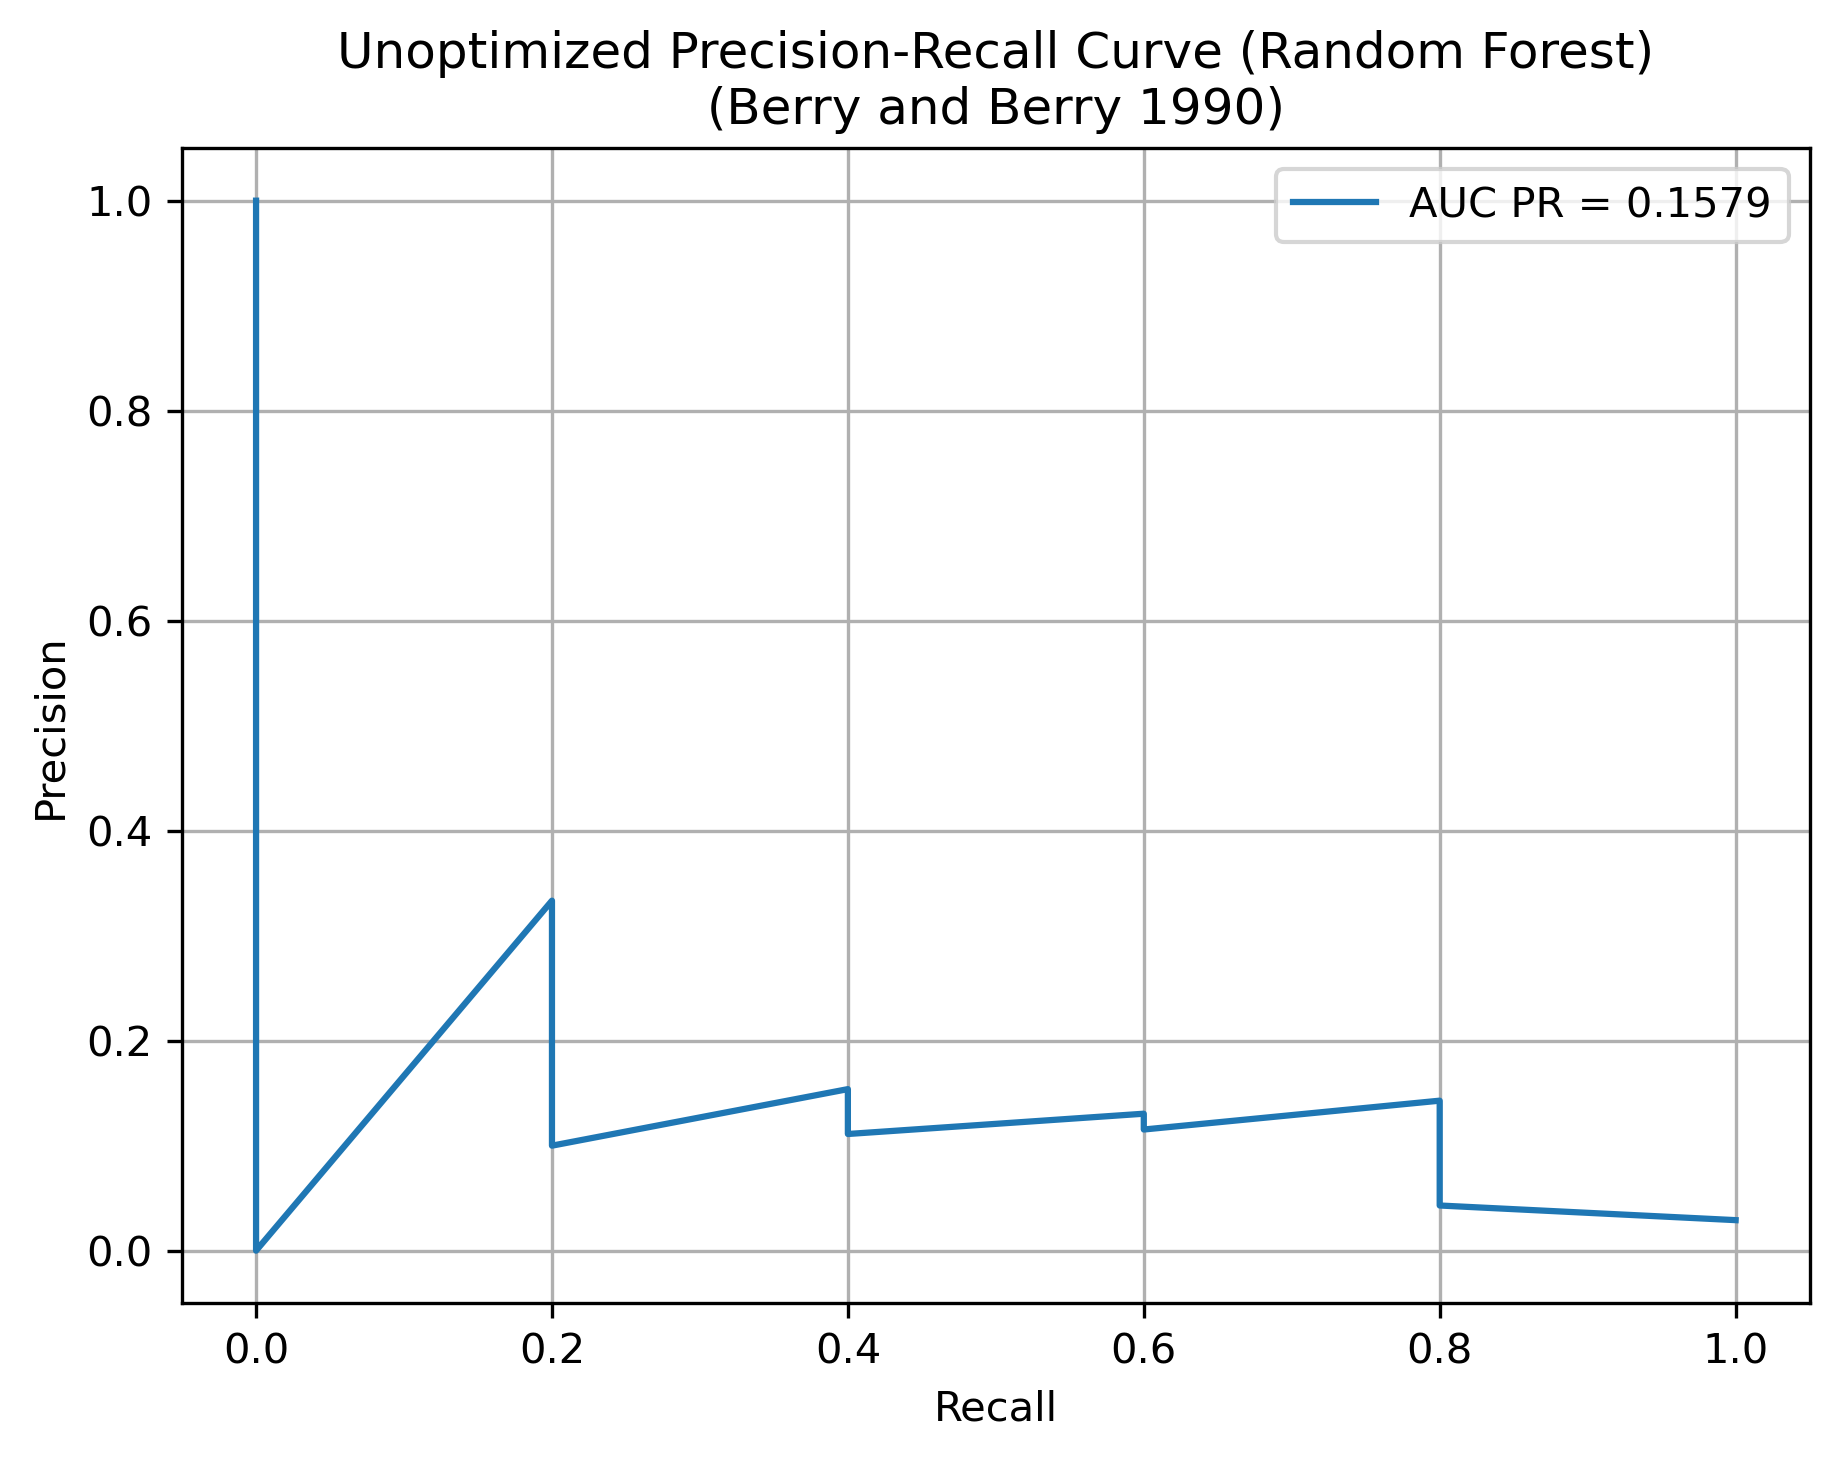 Unoptimized Precision-Recall Curve (Random Forest)
(Berry and Berry 1990)
AUC PR = 0.1579
1.0
0.8
0.6
0.4
0.2
0.0
Precision
0.0 0.2 0.4 0.6 0.8 1.0
Recall